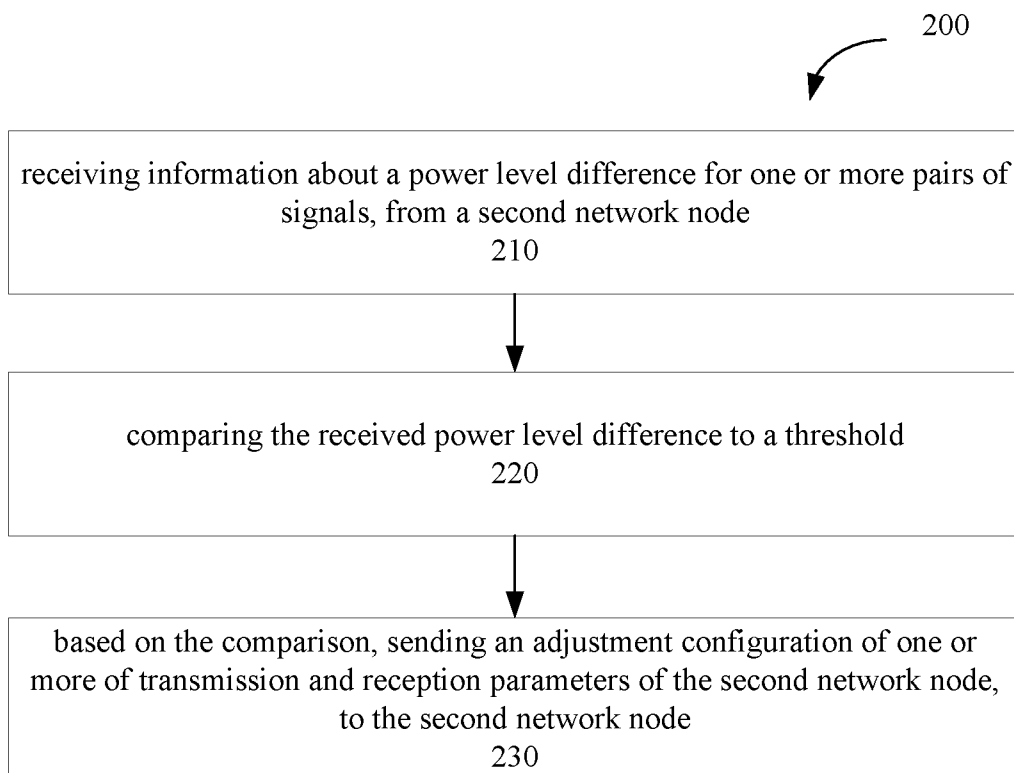 200
receiving information about a power level difference for one or more pairs of
signals, from a second network node
210
comparing the received power level difference to a threshold
220
based on the comparison, sending an adjustment configuration of one or
more of transmission and reception parameters of the second network node,
to the second network node
230